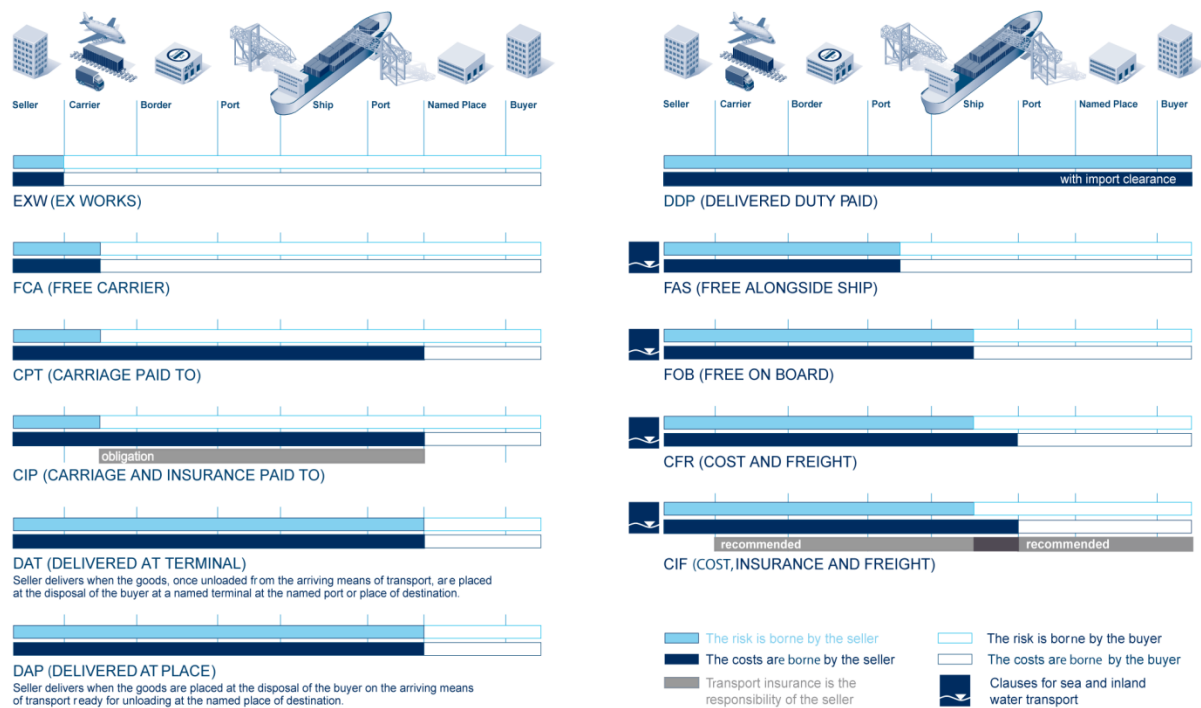 Seller Carrier Border Port Ship Port Named Place Buyer
EXW (EX WORKS)
FCA (FREE CARRIER)
CPT (CARRIAGE PAID TO)
obligation
CIP (CARRIAGE AND INSURANCE PAID TO)
DAT (DELIVERED AT TERMINAL)
Seller delivers when the goods, once unloaded from the arriving means of transport, are placed
at the disposal of the buyer at a named terminal at the named port or place of destination.
DAP (DELIVERED AT PLACE)
Seller delivers when the goods are placed at the disposal of the buyer on the arriving means
of transport ready for unloading at the named place of destination.
Seller Carrier Border Port Ship Port Named Place Buyer
with import clearance
DDP (DELIVERED DUTY PAID)
FAS (FREE ALONGSIDE SHIP)
FOB (FREE ON BOARD)
CFR (COST AND FREIGHT)
recommended recommended
CIF (COST, INSURANCE AND FREIGHT)
The risk is borne by the seller
The costs are borne by the seller
Transport insurance is the
responsibility of the seller
The risk is borne by the buyer
The costs are borne by the buyer
Clauses for sea and inland
water transport